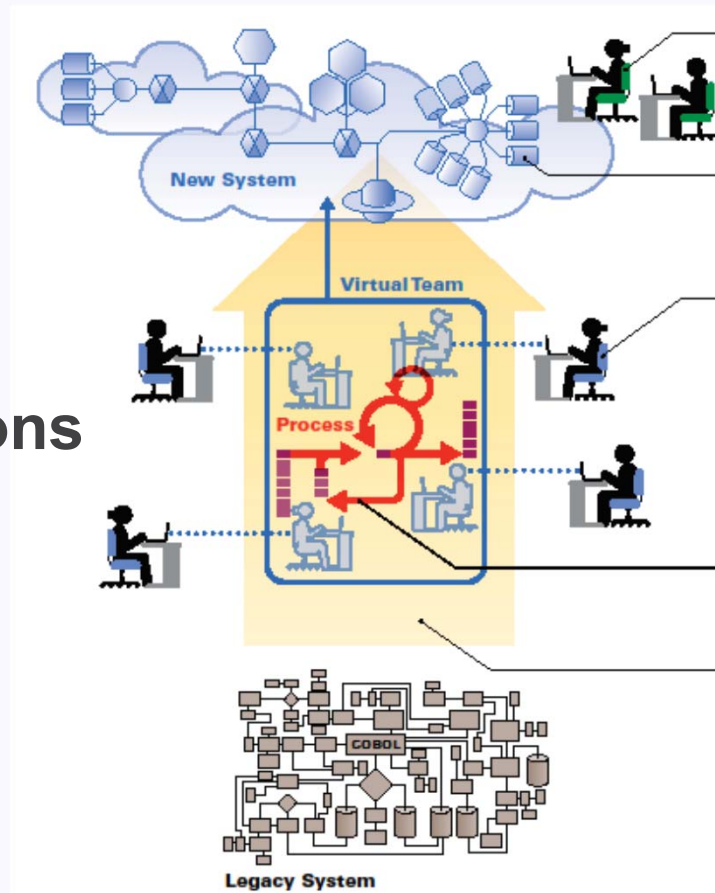 New System
Virtual Team
ons
Process
COBOL
Legacy System